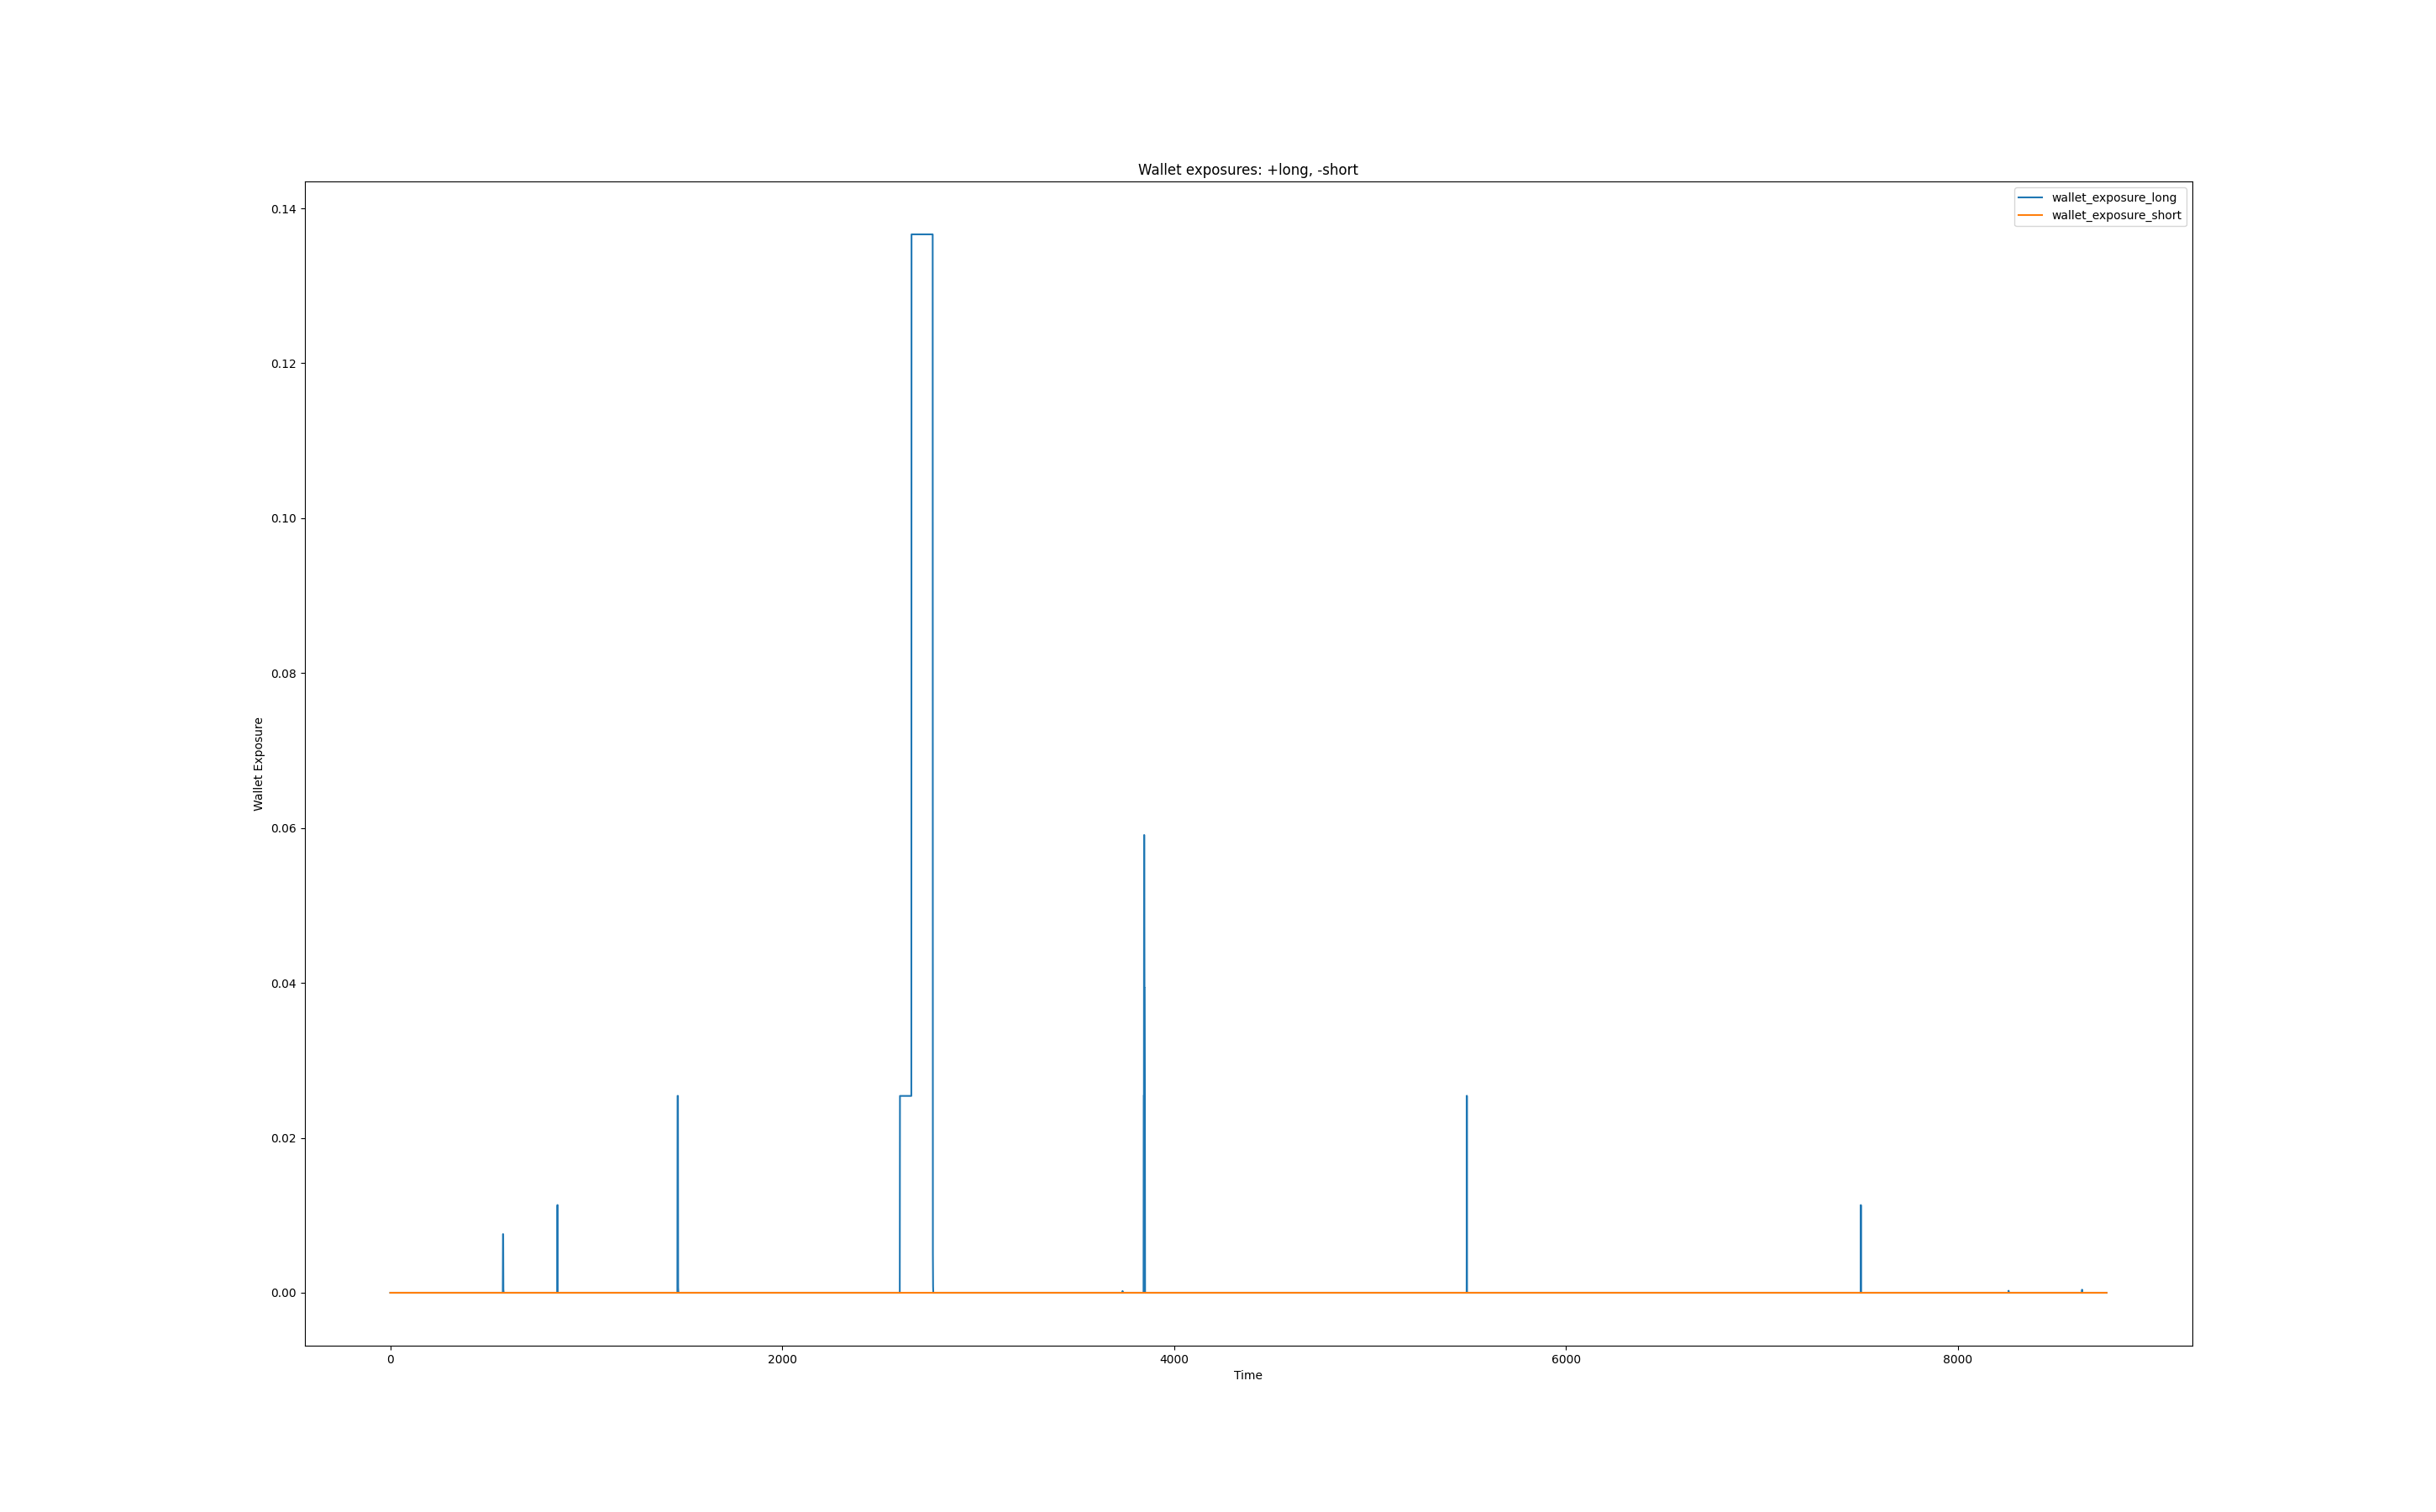 Wallet exposures: +long, -short
wallet_exposure_long
wallet_exposure_short
0.14
0.12
0.10
0.08
0.06
0.04
0.02
0.00
Wallet Exposure
0 2000 4000 6000 8000
Time